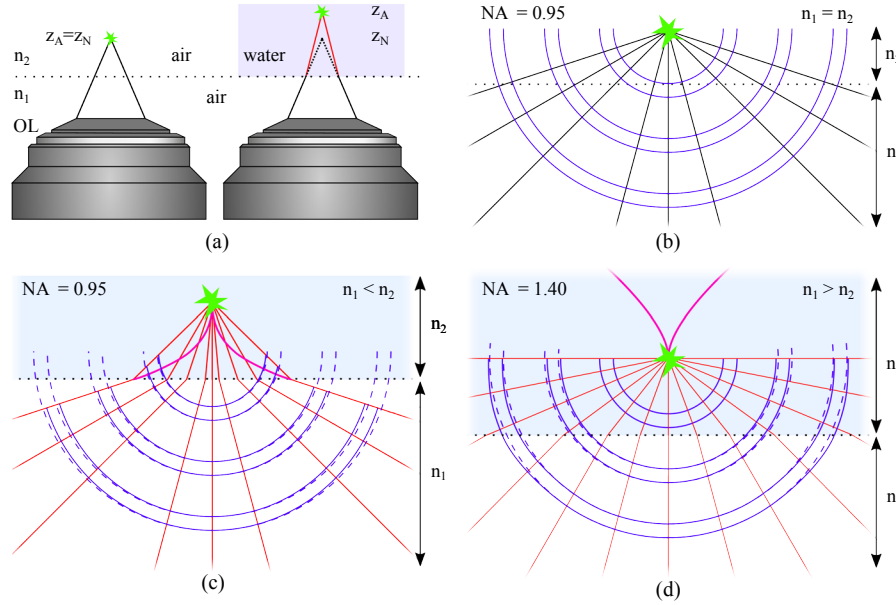 z_A=z_N
air
n_2
n_1
OL
water
z_A
z_N
air
(a)
NA = 0.95
n_1 = n_2
n
n
(b)
NA = 0.95
n_1 < n_2
n_2
n_1
(c)
NA = 1.40
n_1 > n_2
n
n
(d)